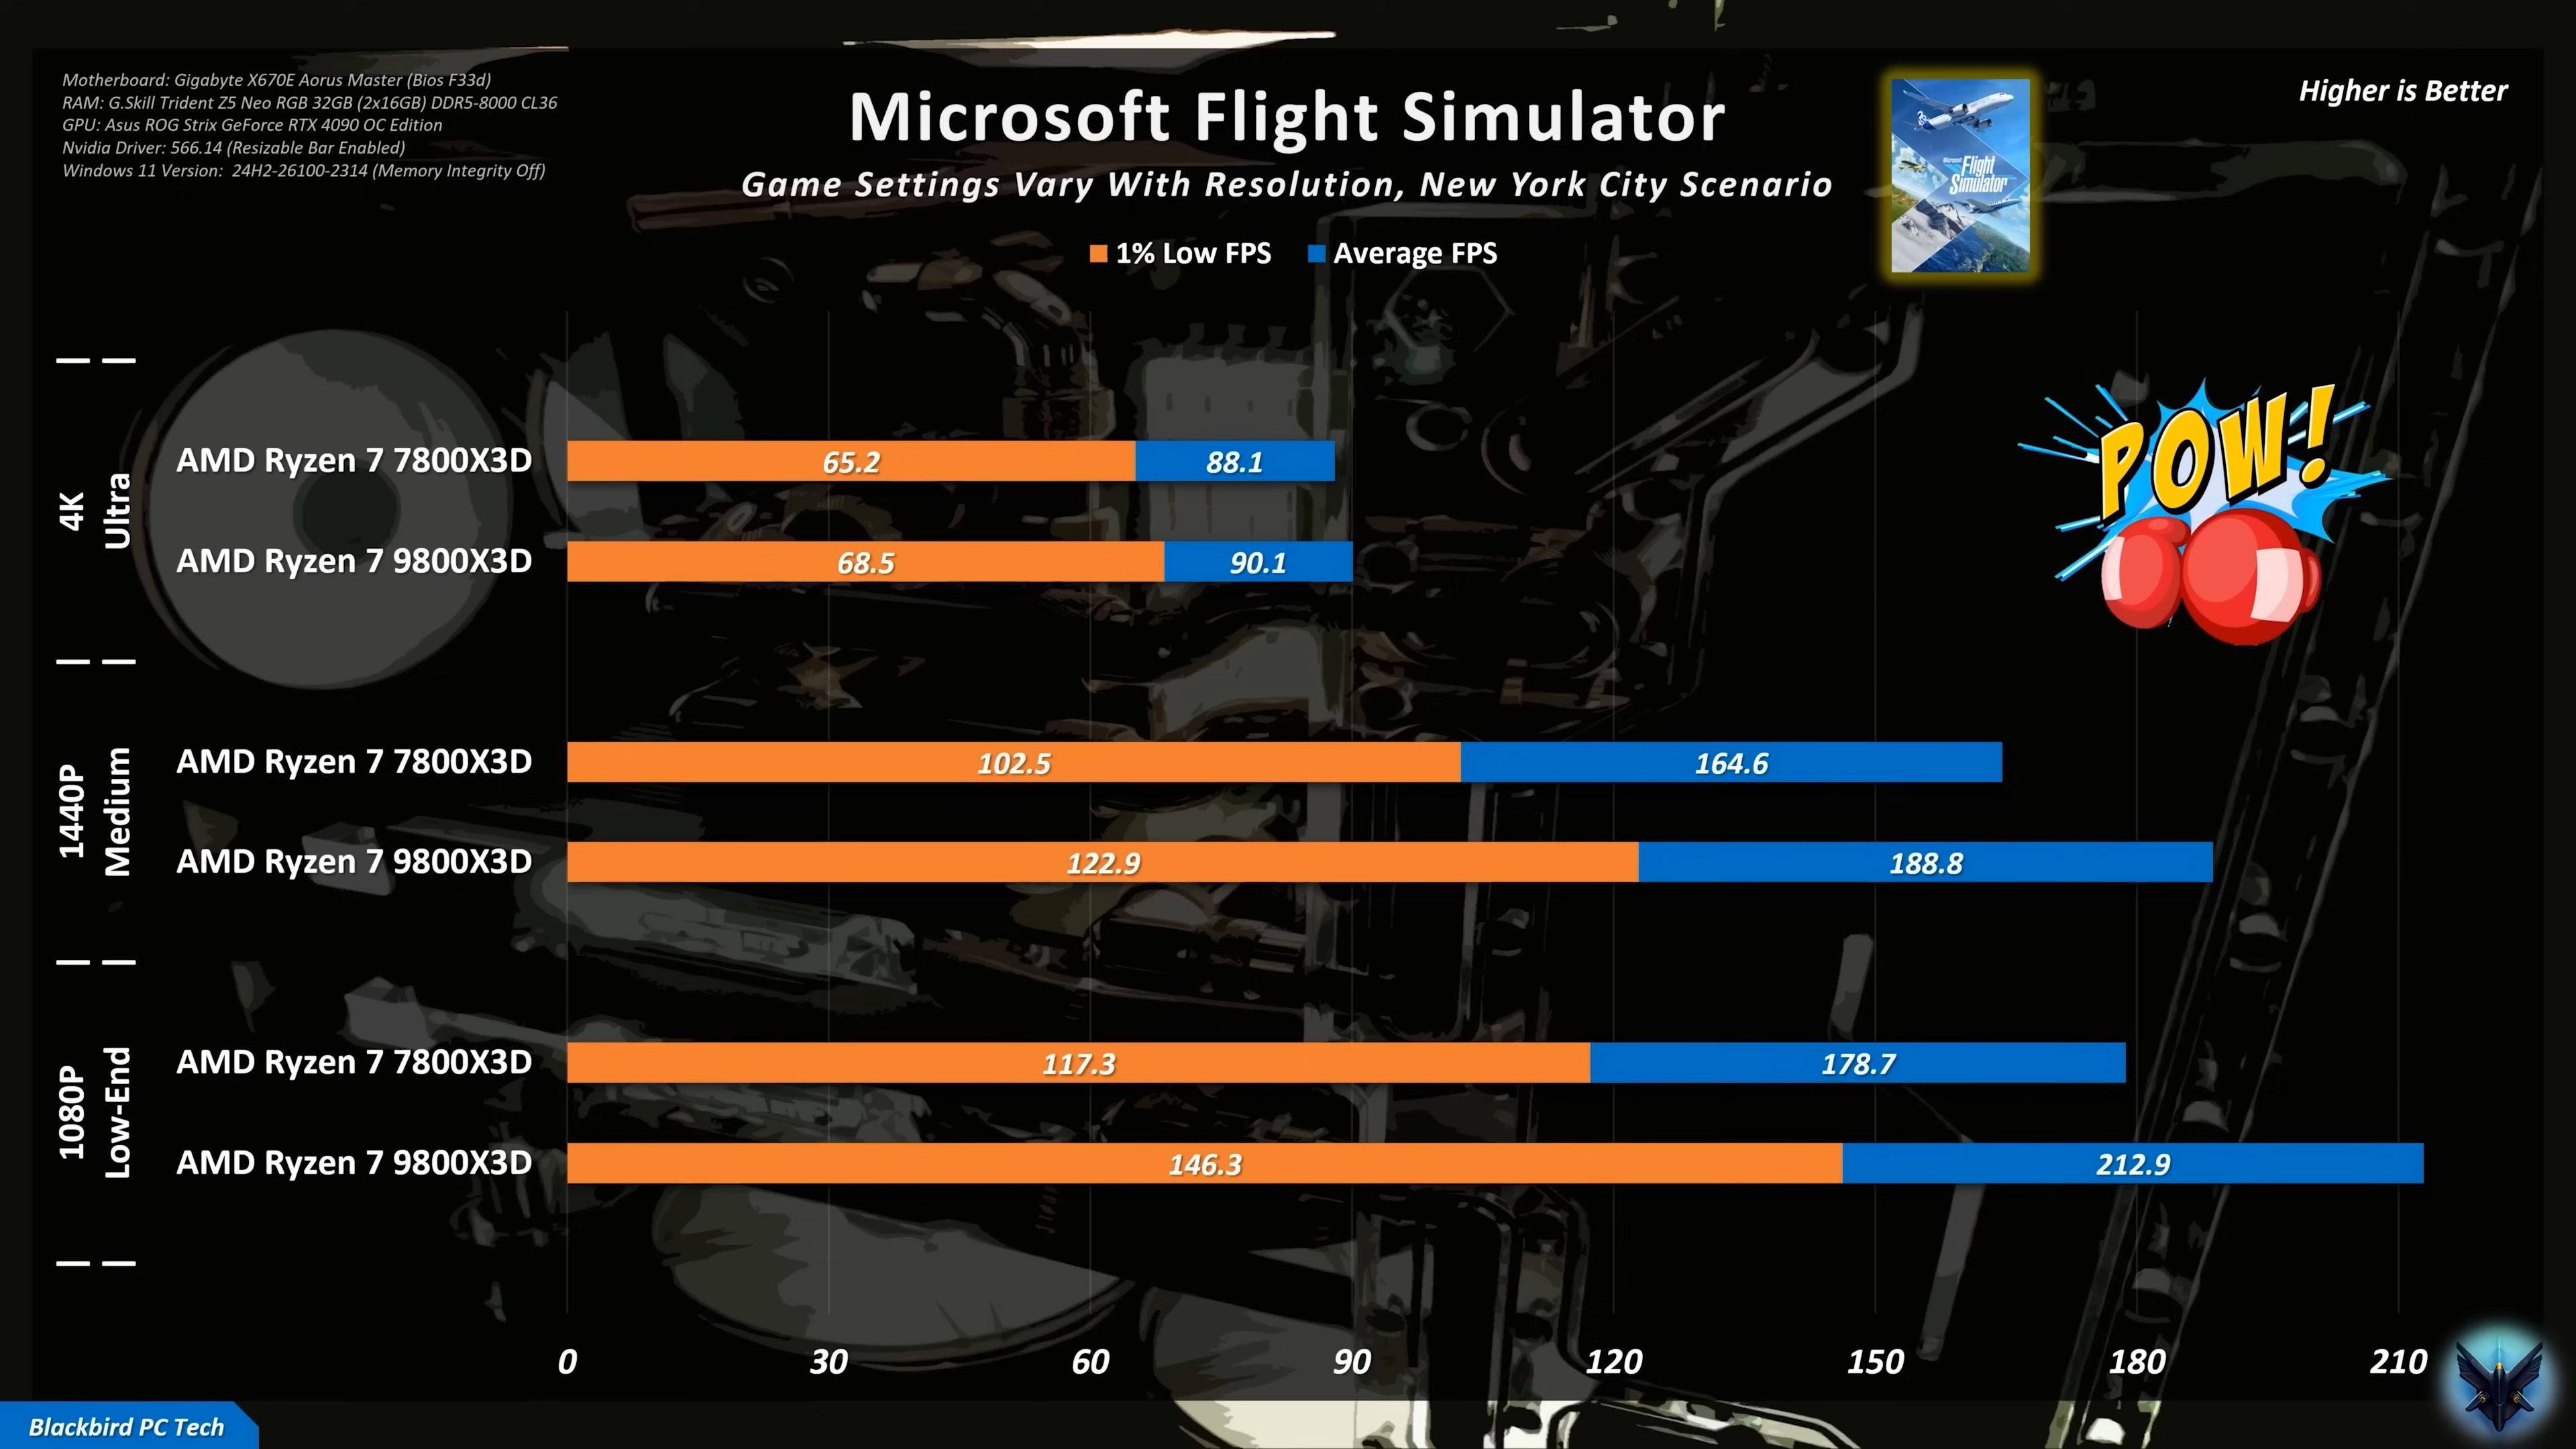 Motherboard: Gigabyte X670E Aorus Master (Bios F33d)
RAM: G.Skill Trident Z5 Neo RGB 32GB (2x16GB) DDR5-8000 CL36
GPU: Asus ROG Strix GeForce RTX 4090 OC Edition
Nvidia Driver: 566.14 (Resizable Bar Enabled)
Windows 11 Version: 24H2-26100-2314 (Memory Integrity Off)
Microsoft Flight Simulator
Game Settings Vary With Resolution, New York City Scenario
Microsoft
Flight
Simulator
Higher is Better
1% Low FPS Average FPS
POW!
4K
Ultra
AMD Ryzen 7 7800X3D 65.2 88.1
AMD Ryzen 7 9800X3D 68.5 90.1
1440P
Medium
AMD Ryzen 7 7800X3D 102.5 164.6
AMD Ryzen 7 9800X3D 122.9 188.8
1080P
Low-End
AMD Ryzen 7 7800X3D 117.3 178.7
AMD Ryzen 7 9800X3D 146.3 212.9
0 30 60 90 120 150 180 210
Blackbird PC Tech